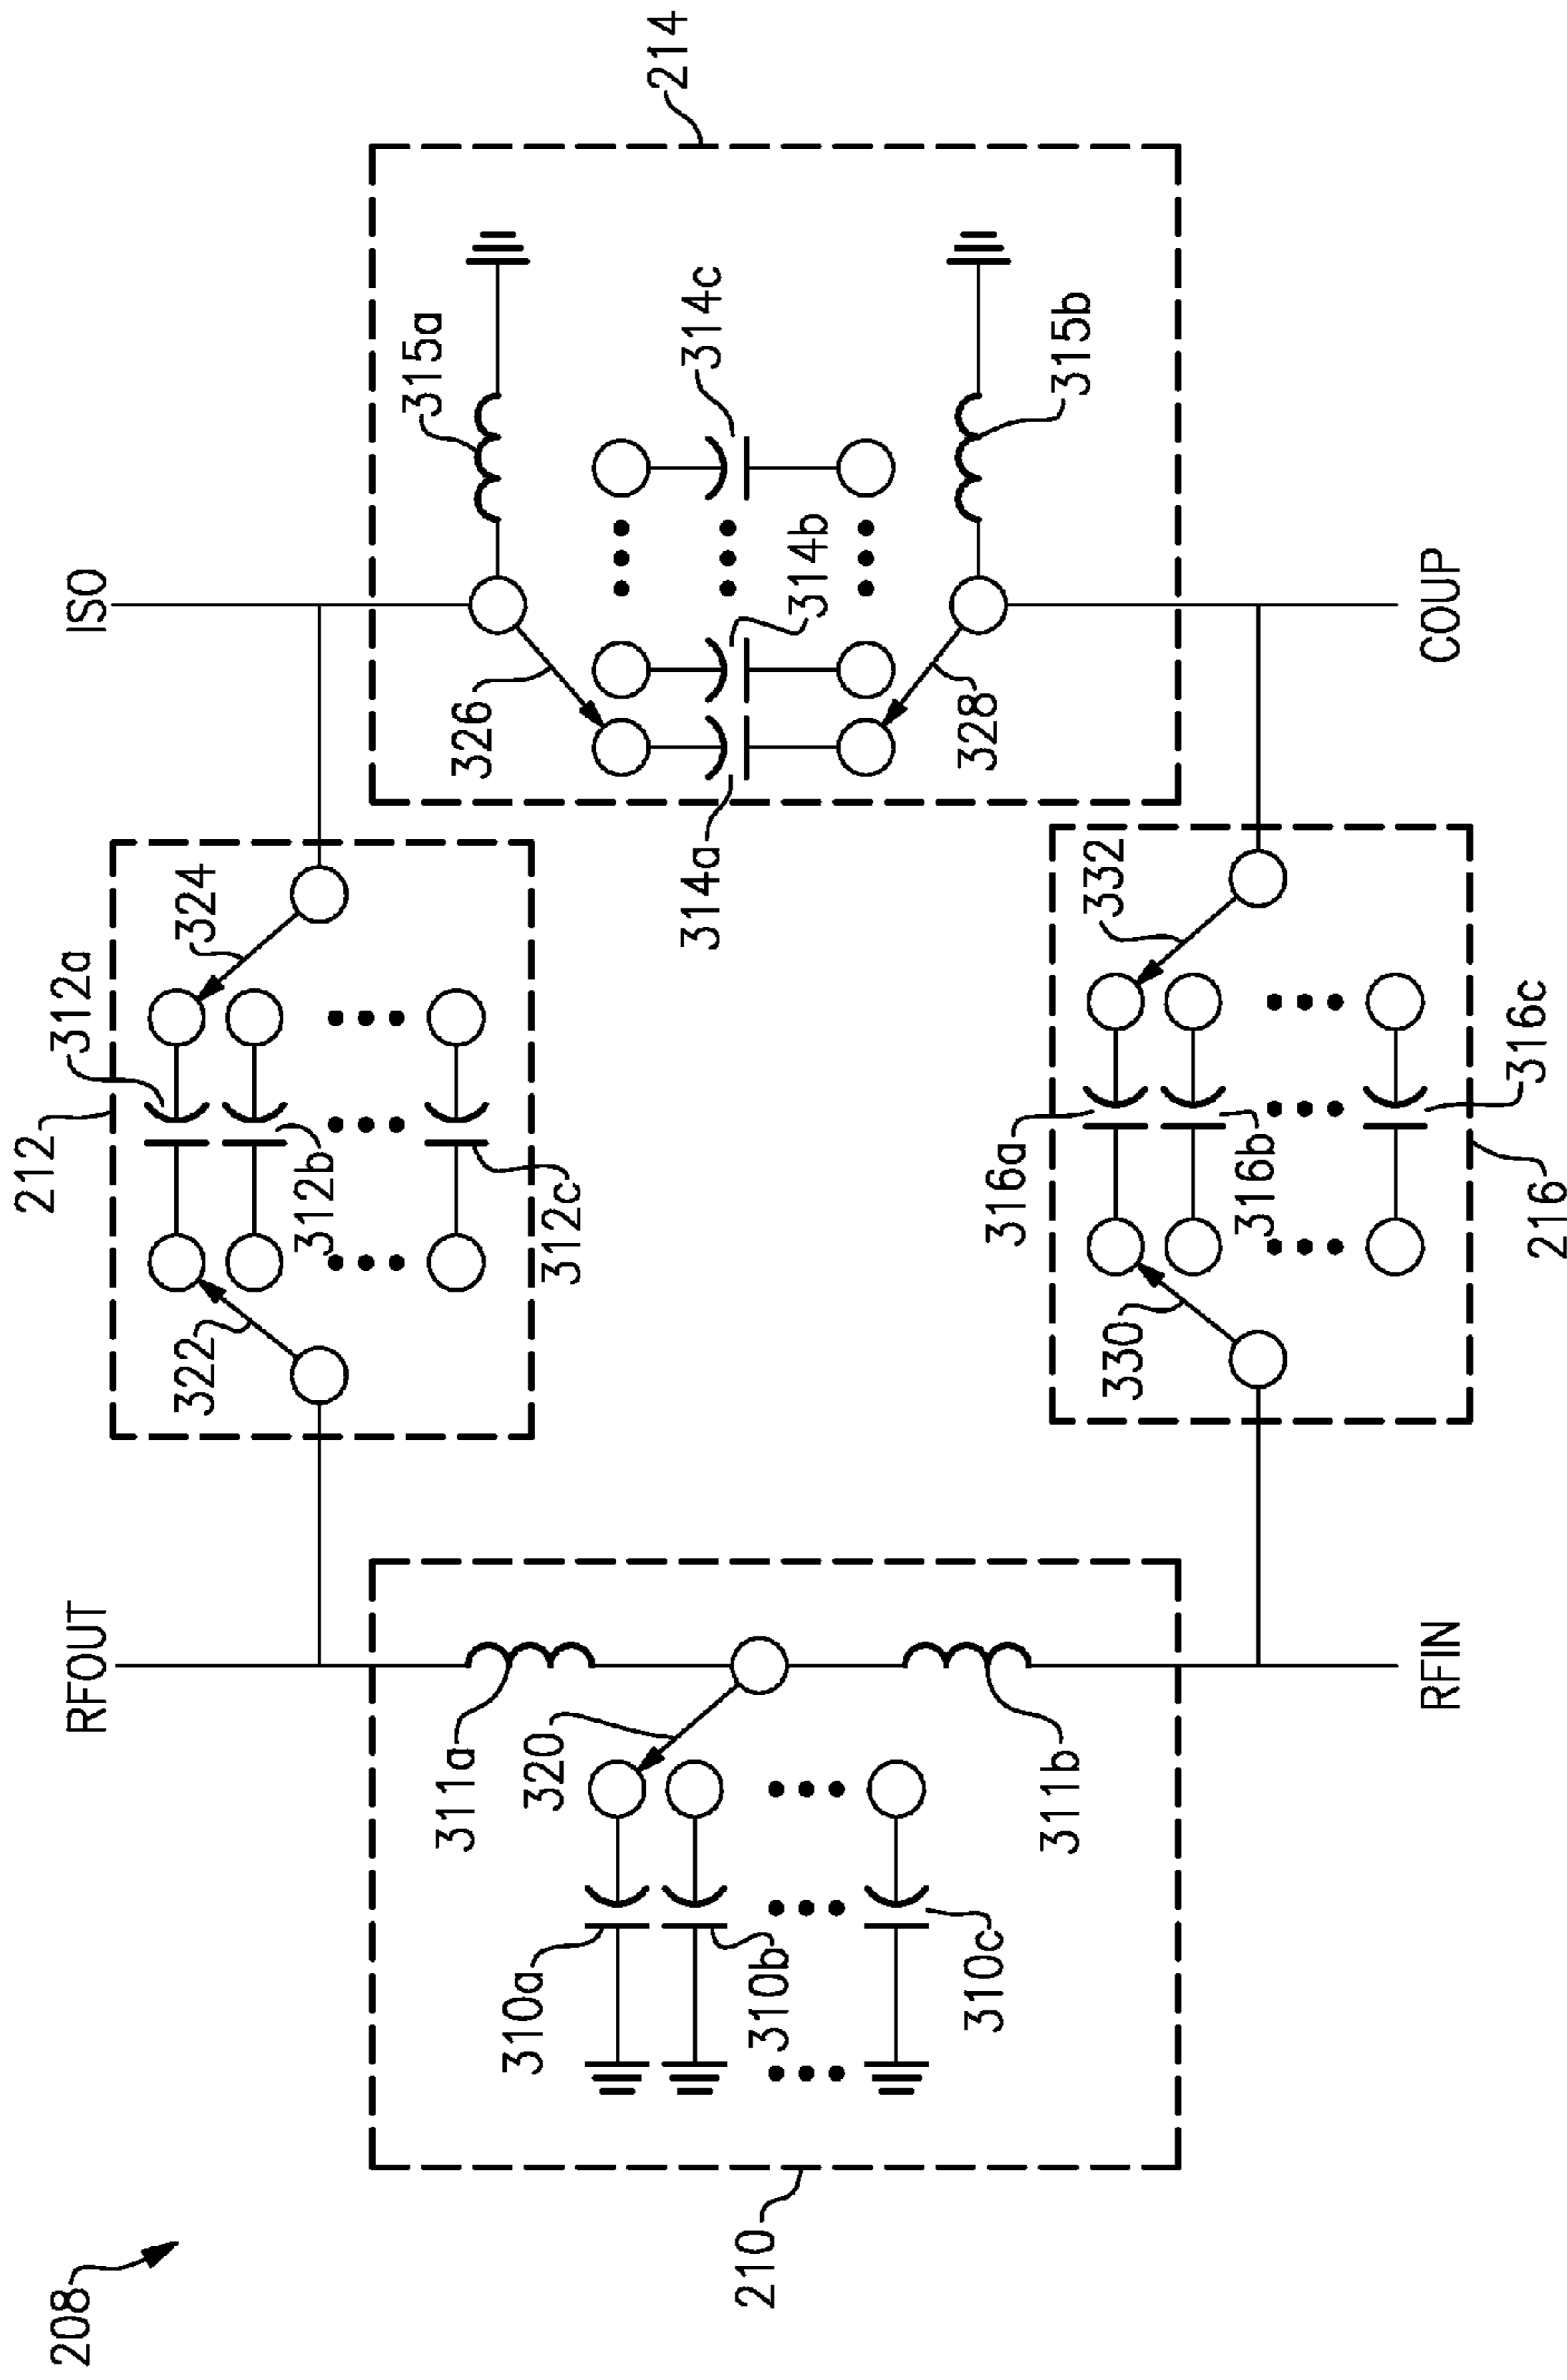 208
RFOUT
ISO
212
312a
322
324
312b
312c
210
214
311a
320
310a
310b
310c
311b
326
315a
314c
314b
314a
328
315b
316a
330
332
316b
316c
216
RFIN
COUP